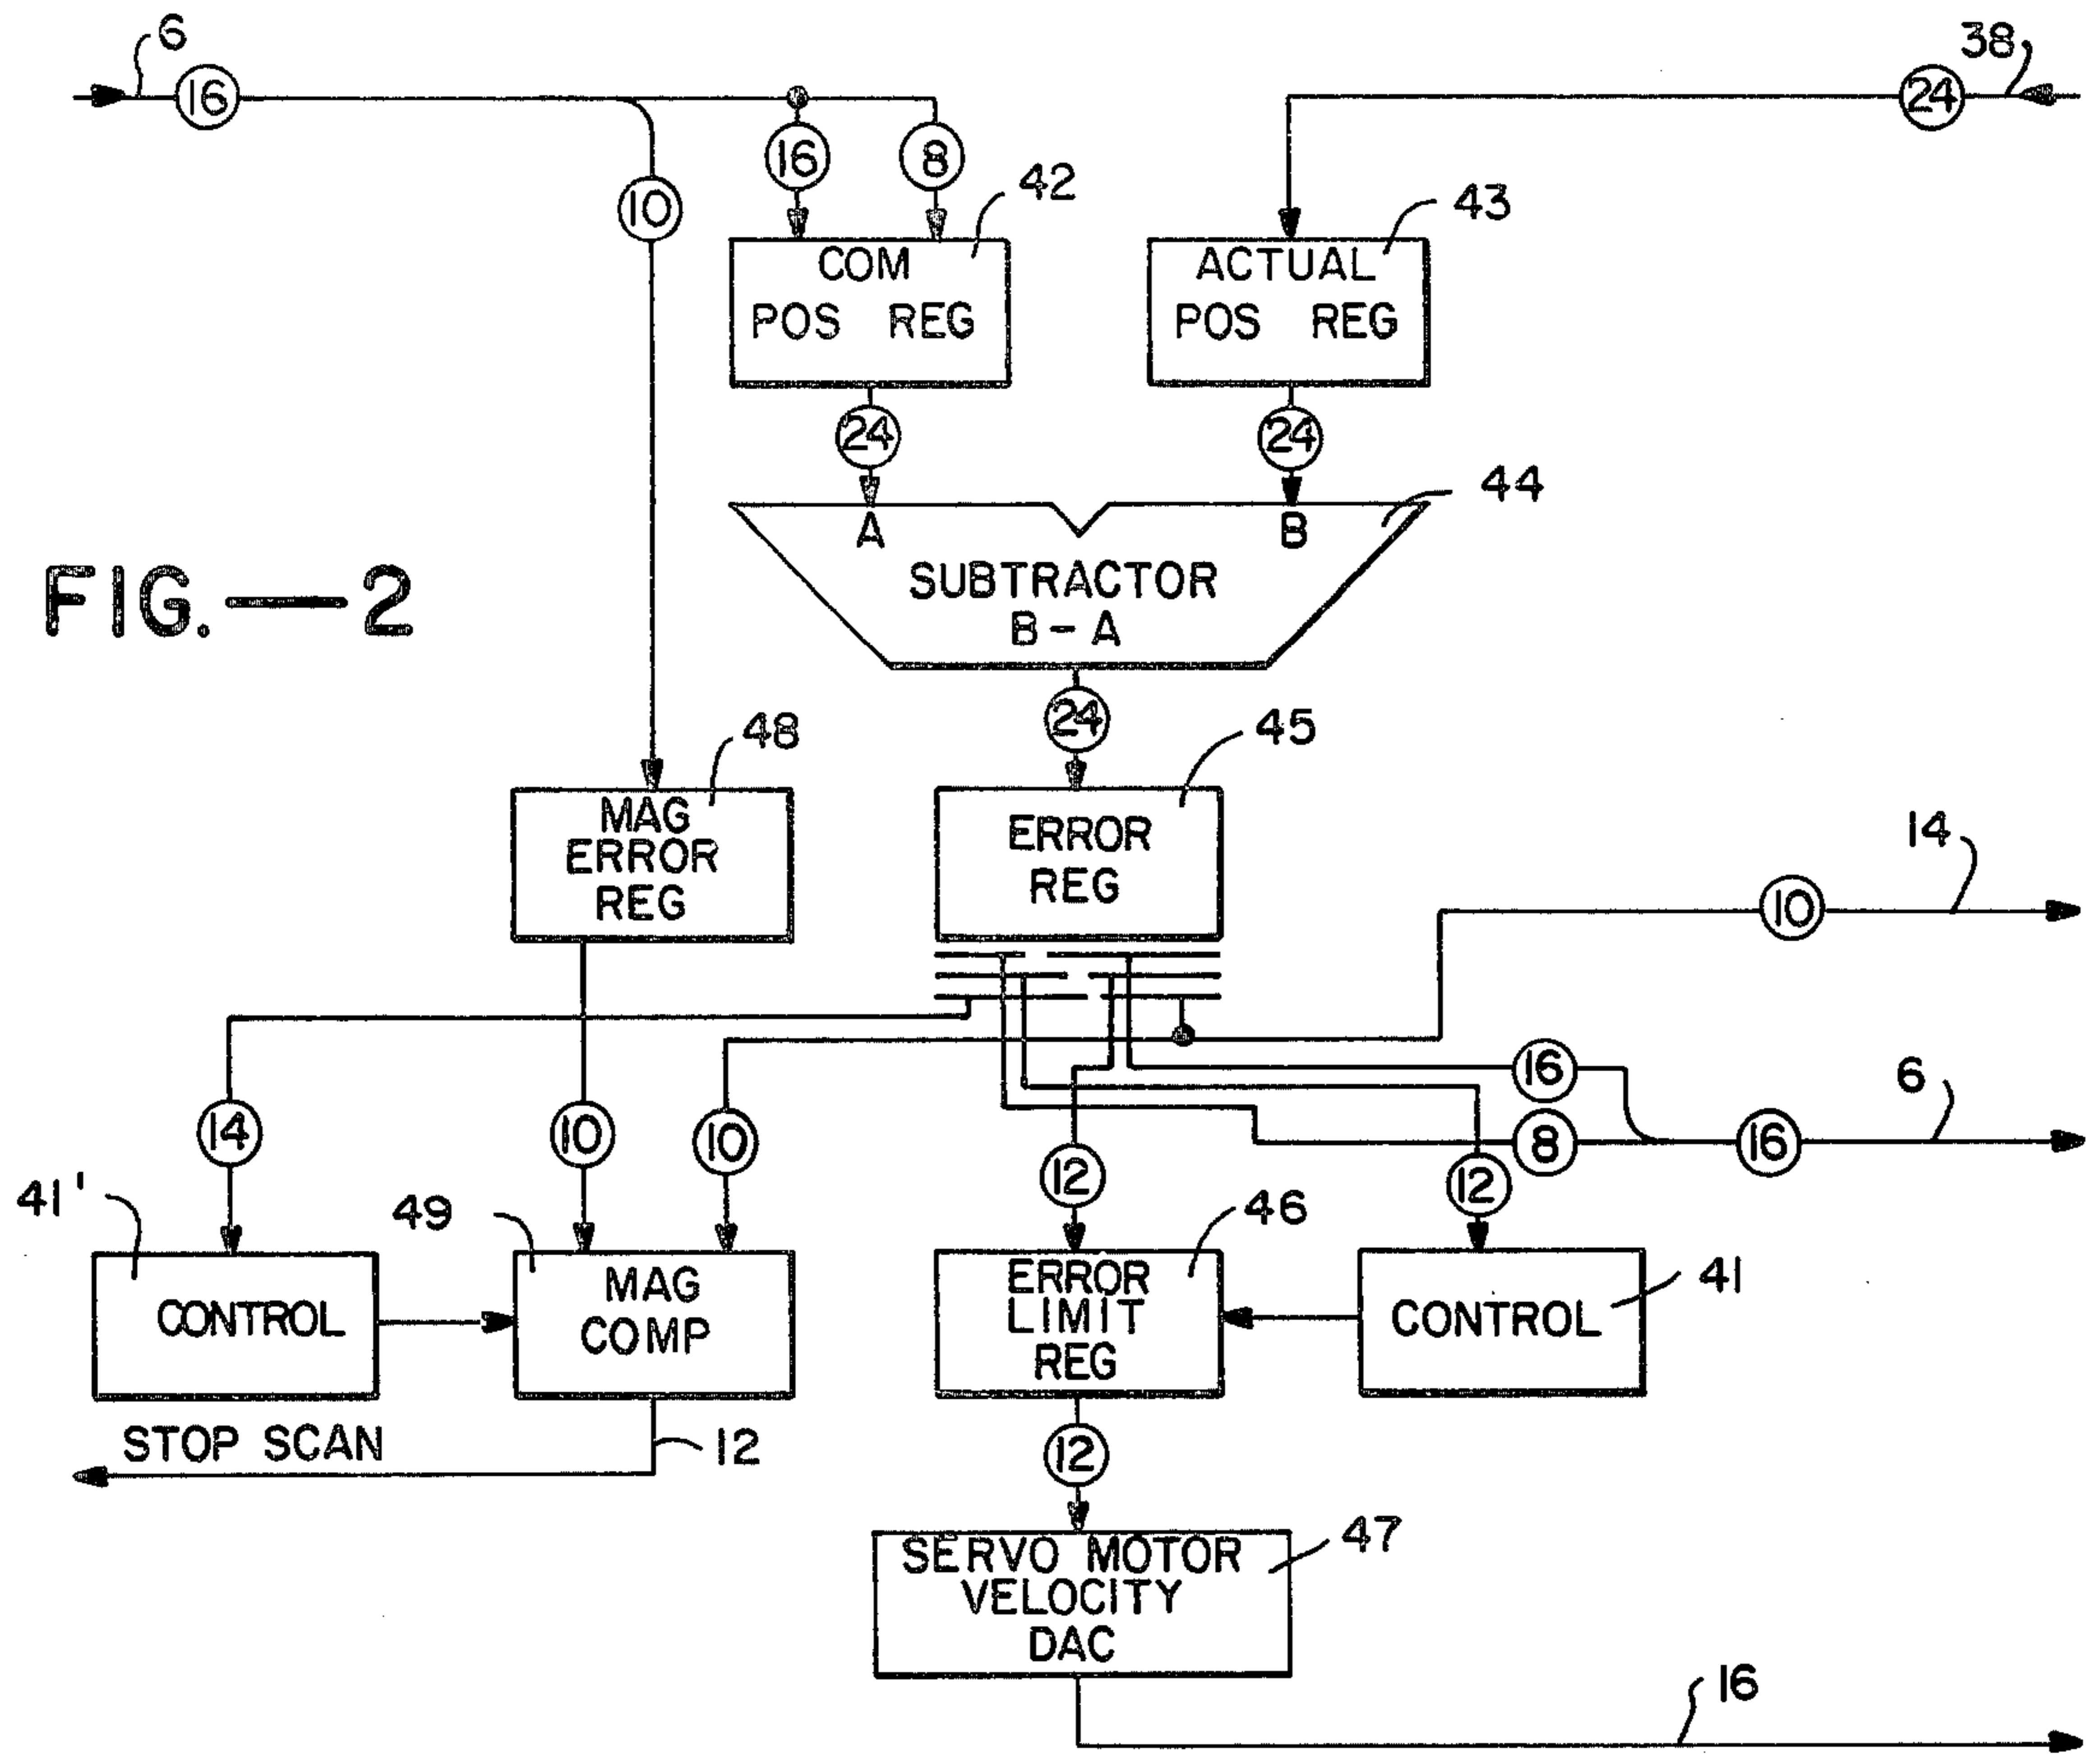 6
16
38
24
16
8
10
42
COM
POS REG
43
ACTUAL
POS REG
24
24
44
A
B
SUBTRACTOR
B-A
FIG.—2
24
48
MAG
ERROR
REG
45
ERROR
REG
14
10
16
6
8
16
14
10
10
12
12
41'
CONTROL
49
MAG
COMP
46
ERROR
LIMIT
REG
41
CONTROL
STOP SCAN
12
12
47
SERVO MOTOR
VELOCITY
DAC
16